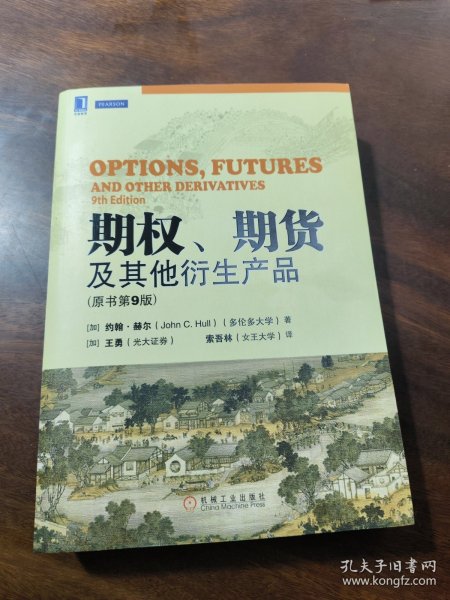 PEARSON
OPTIONS, FUTURES
AND OTHER DERIVATIVES
9th Edition
期权、期货
及其他衍生产品
(原书第9版)
[加] 约翰·赫尔 (John C. Hull) (多伦多大学) 著
[加] 王勇 (光大证券) 索吾林 (女王大学) 译
机械工业出版社
China Machine Press
孔夫子旧书网
www.kongfz.com